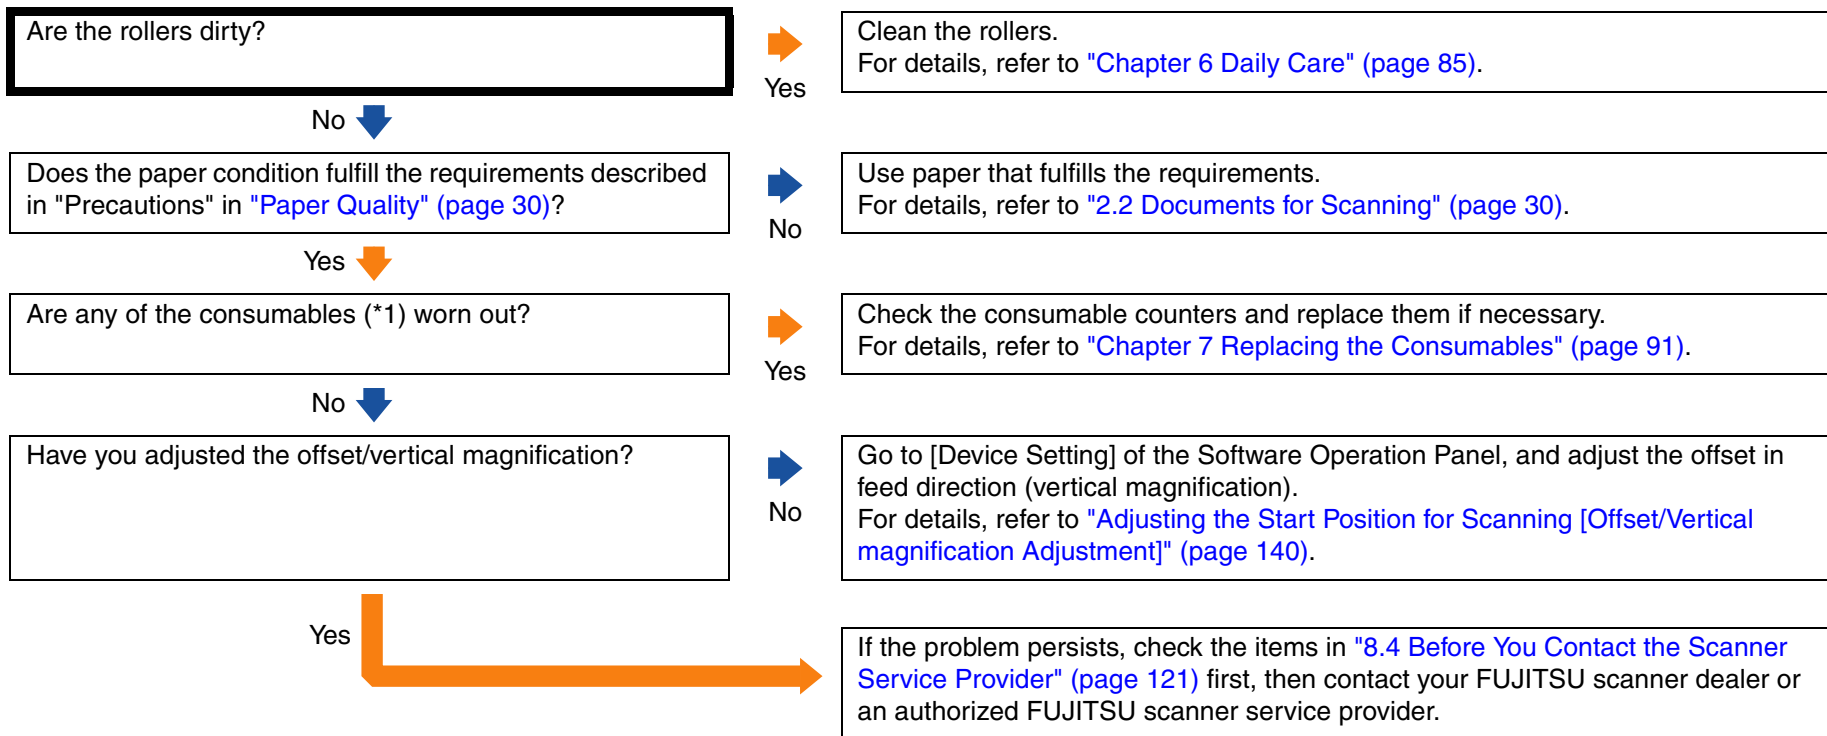 Are the rollers dirty?
Yes
Clean the rollers.
For details, refer to "Chapter 6 Daily Care" (page 85).
No
Does the paper condition fulfill the requirements described
in "Precautions" in "Paper Quality" (page 30)?
No
Use paper that fulfills the requirements.
For details, refer to "2.2 Documents for Scanning" (page 30).
Yes
Are any of the consumables (*1) worn out?
Yes
Check the consumable counters and replace them if necessary.
For details, refer to "Chapter 7 Replacing the Consumables" (page 91).
No
Have you adjusted the offset/vertical magnification?
No
Go to [Device Setting] of the Software Operation Panel, and adjust the offset in
feed direction (vertical magnification).
For details, refer to "Adjusting the Start Position for Scanning [Offset/Vertical
magnification Adjustment]" (page 140).
Yes
If the problem persists, check the items in "8.4 Before You Contact the Scanner
Service Provider" (page 121) first, then contact your FUJITSU scanner dealer or
an authorized FUJITSU scanner service provider.